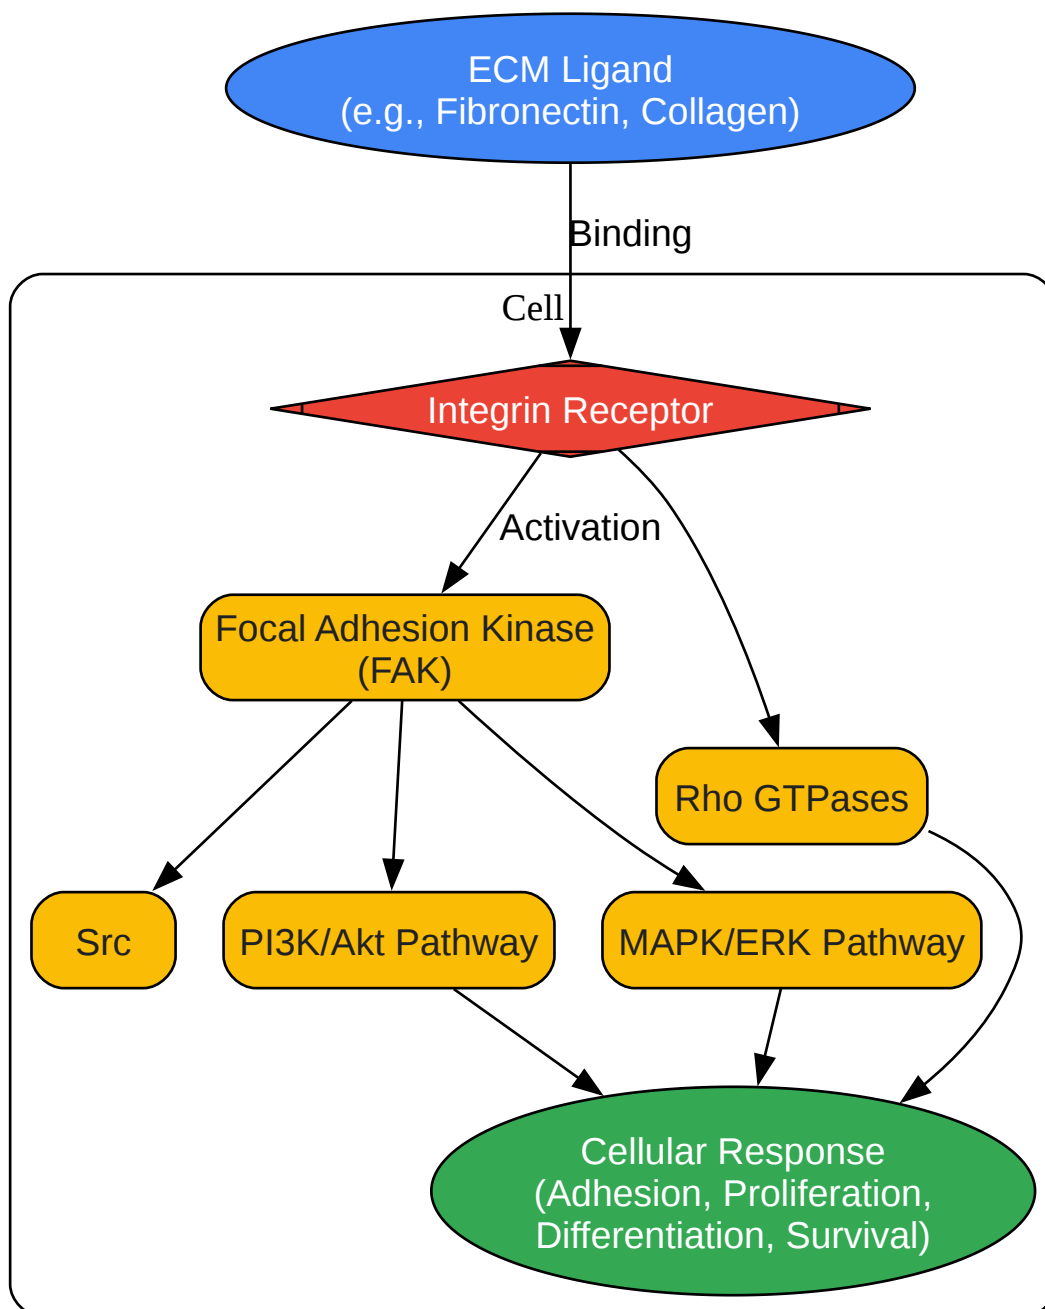 ECM Ligand
(e.g., Fibronectin, Collagen)
Binding
Cell
Integrin Receptor
Activation
Focal Adhesion Kinase
(FAK)
Rho GTPases
Src
PI3K/Akt Pathway
MAPK/ERK Pathway
Cellular Response
(Adhesion, Proliferation,
Differentiation, Survival)